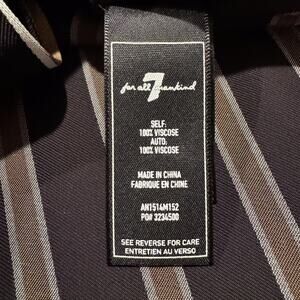 for all 7 mankind
SELF:
100% VISCOSE
AUTO:
100% VISCOSE
MADE IN CHINA
FABRIQUE EN CHINE
AN1514M152
PO# 3234500
SEE REVERSE FOR CARE
ENTRETIEN AU VERSO